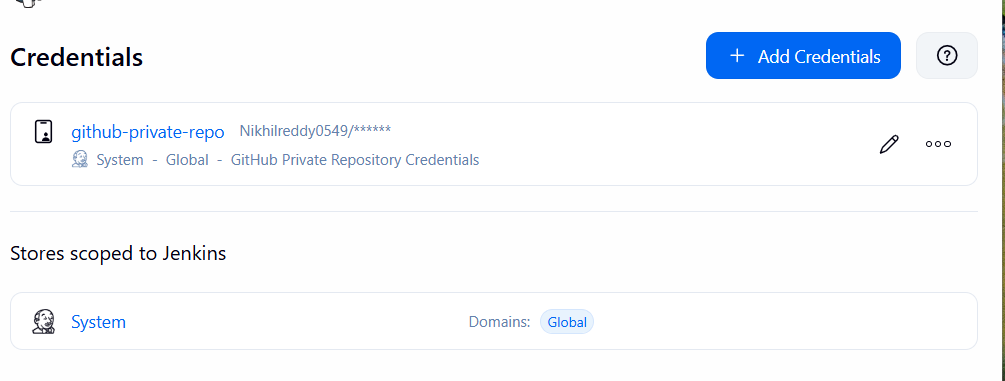 Credentials
Add Credentials
github-private-repo Nikhilreddy0549/******
System - Global - GitHub Private Repository Credentials
Stores scoped to Jenkins
System Domains: Global